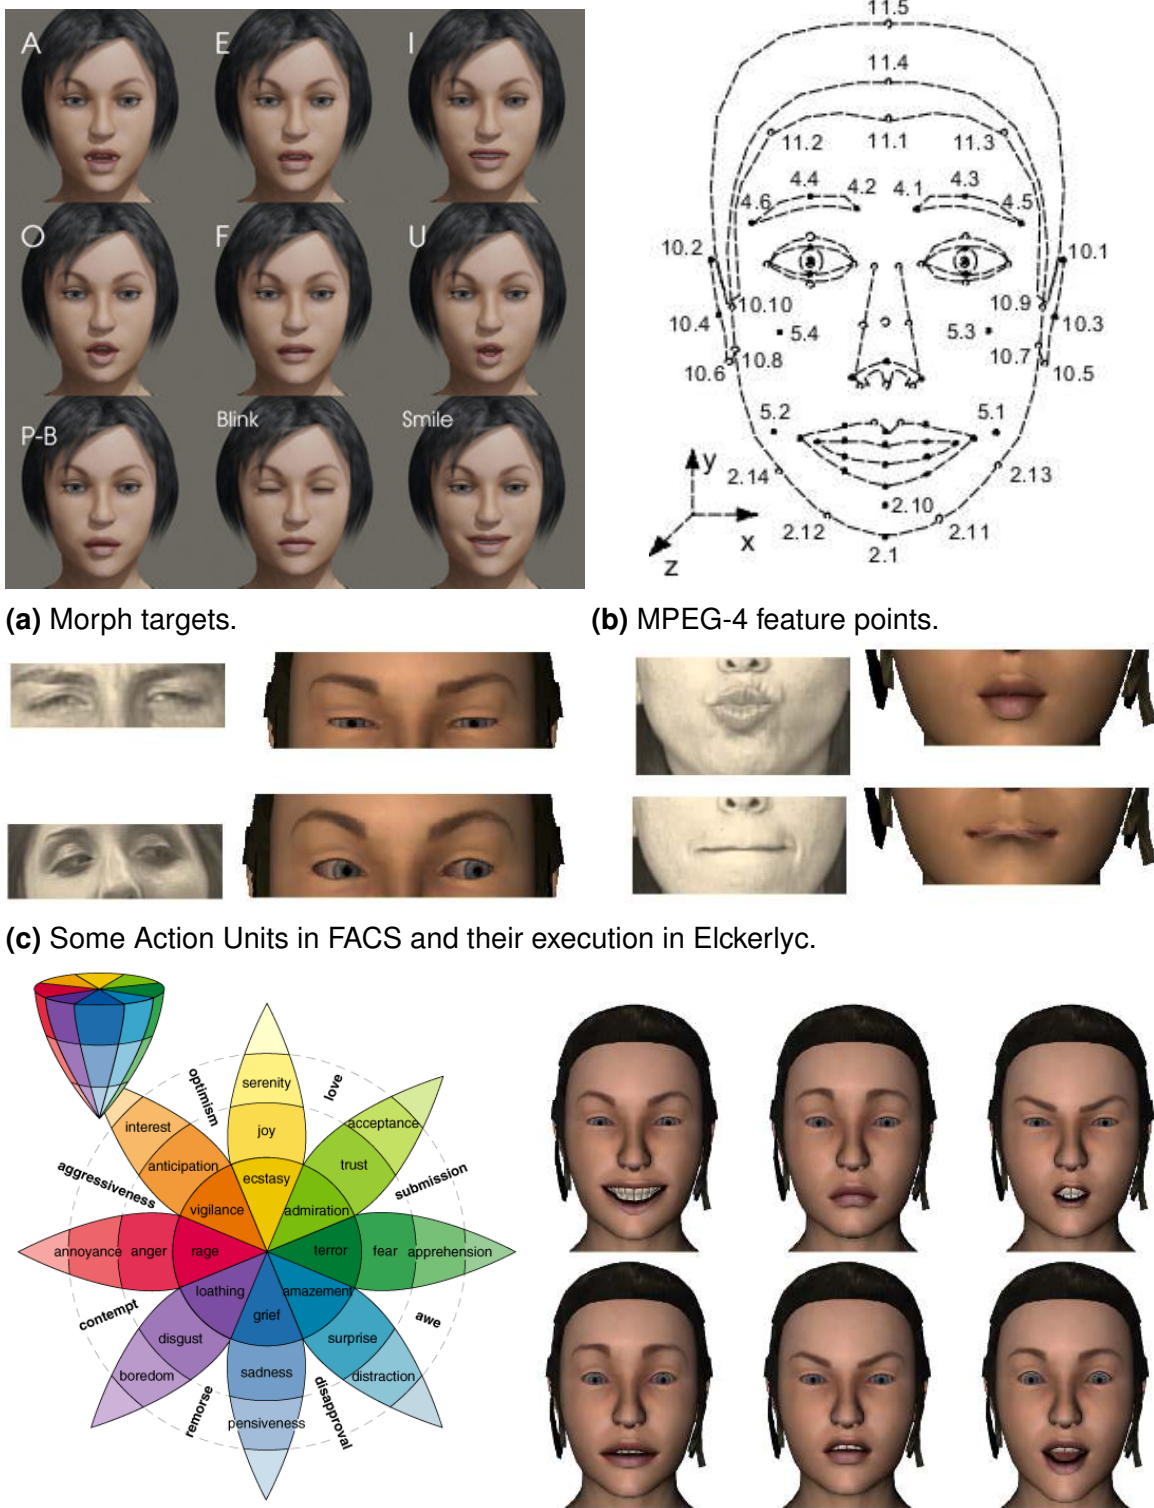 A
E
I
O
F
U
P-B
Blink
Smile
11.5
11.4
11.2
11.1
11.3
4.4
4.2
4.1
4.3
4.6
4.5
10.2
10.1
10.10
10.9
10.4
5.4
5.3
10.3
10.8
10.7
10.6
10.5
5.2
5.1
2.14
2.13
2.10
2.12
2.11
2.1
y
x
z
(a) Morph targets.
(b) MPEG-4 feature points.
(c) Some Action Units in FACS and their execution in Elckerlyc.
optimism
serenity
love
interest
joy
acceptance
anticipation
trust
aggressiveness
ecstasy
submission
vigilance
admiration
annoyance
anger
rage
terror
fear
apprehension
loathing
amazement
contempt
grief
awe
disgust
surprise
boredom
sadness
distraction
remorse
pensiveness
disapproval